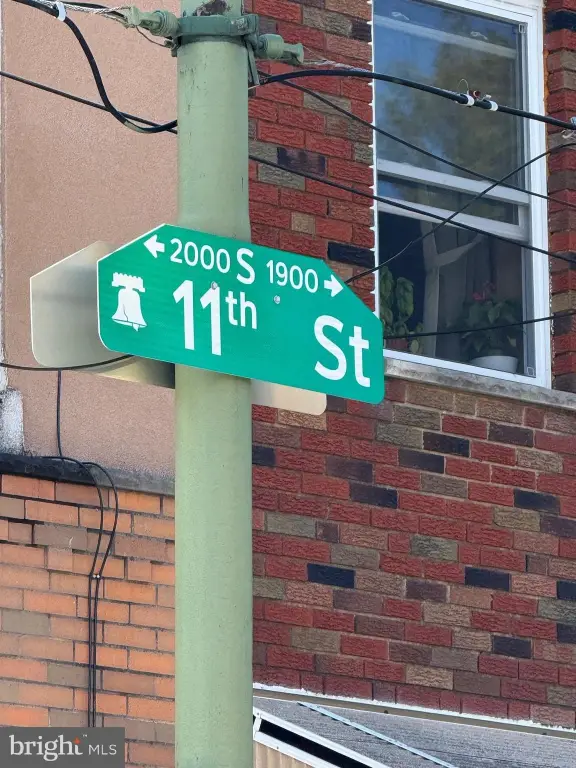 ← 2000 S 1900 →
11th St
bright MLS